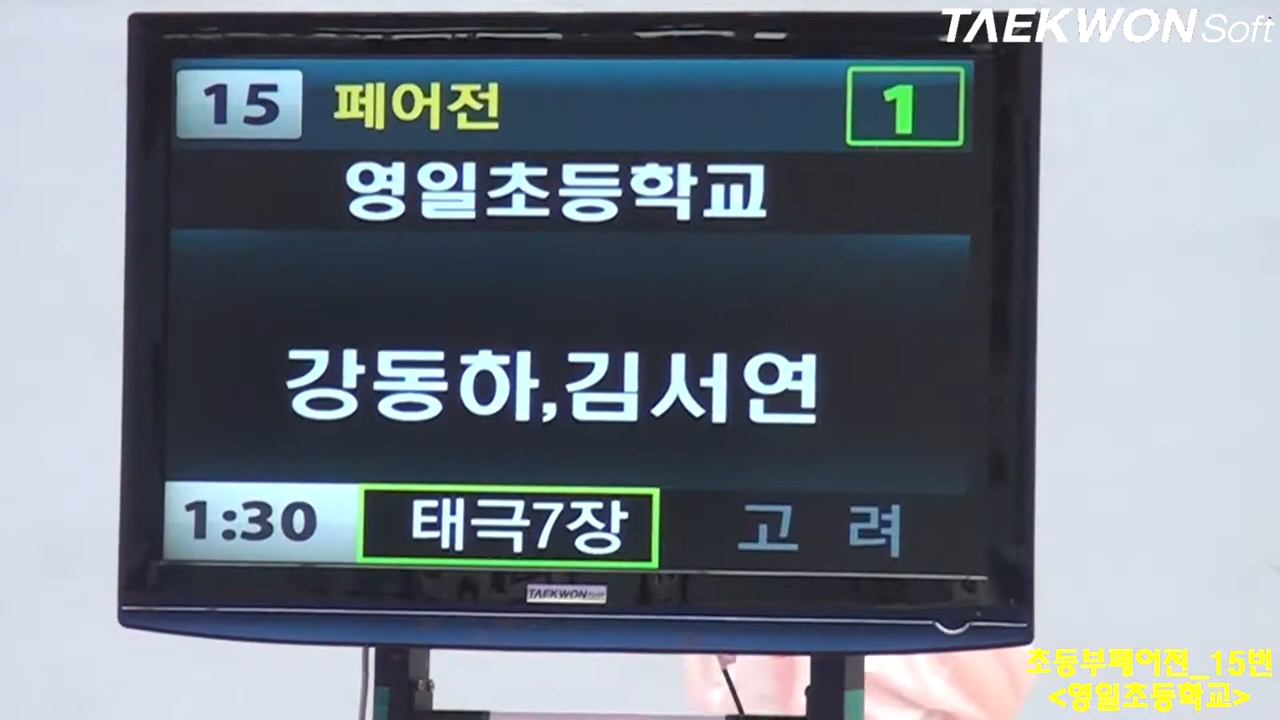 TAEKWON Soft
15 페어전 1
영일초등학교
강동하,김서연
1:30 태극7장 고 려
TAEKWON Soft
초등부페어전_15번
<영일초등학교>